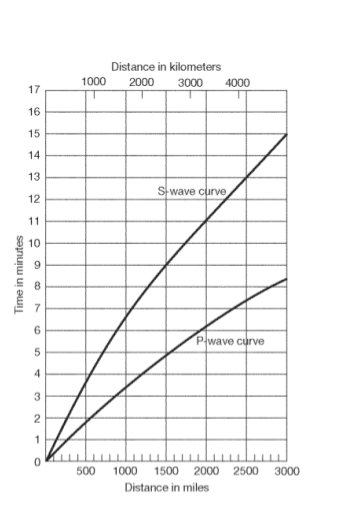 Distance in kilometers
1000 2000 3000 4000
17
16
15
14
13
S-wave curve
12
11
10
9
8
7
6
P-wave curve
5
4
3
2
1
0
Time in minutes
500 1000 1500 2000 2500 3000
Distance in miles